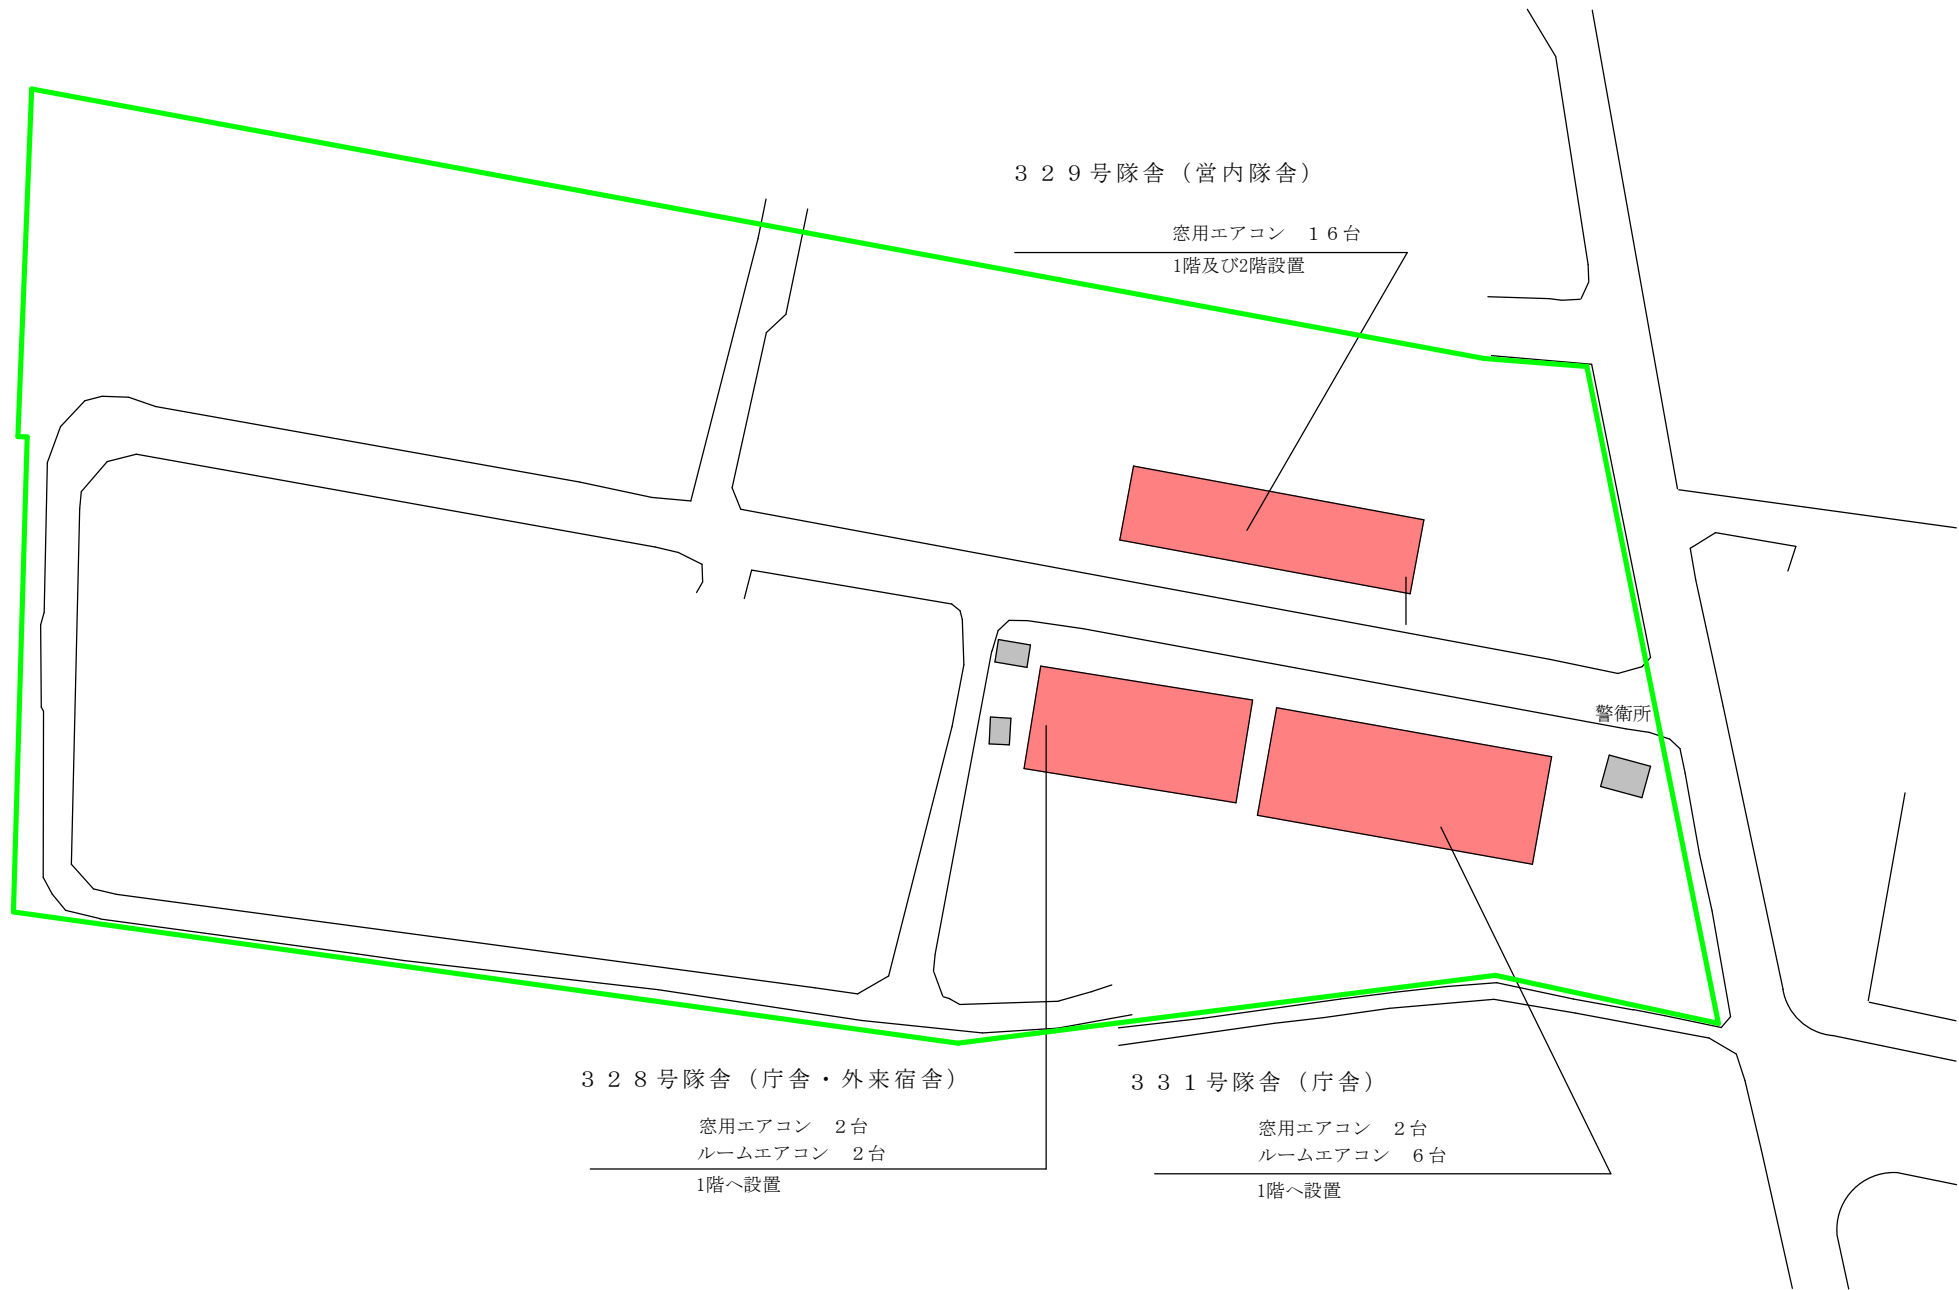 ３２９号隊舎（営内隊舎）
窓用エアコン　１６台
1階及び2階設置
警衛所
３２８号隊舎（庁舎・外来宿舎）
窓用エアコン　２台
ルームエアコン　２台
1階へ設置
３３１号隊舎（庁舎）
窓用エアコン　２台
ルームエアコン　６台
1階へ設置